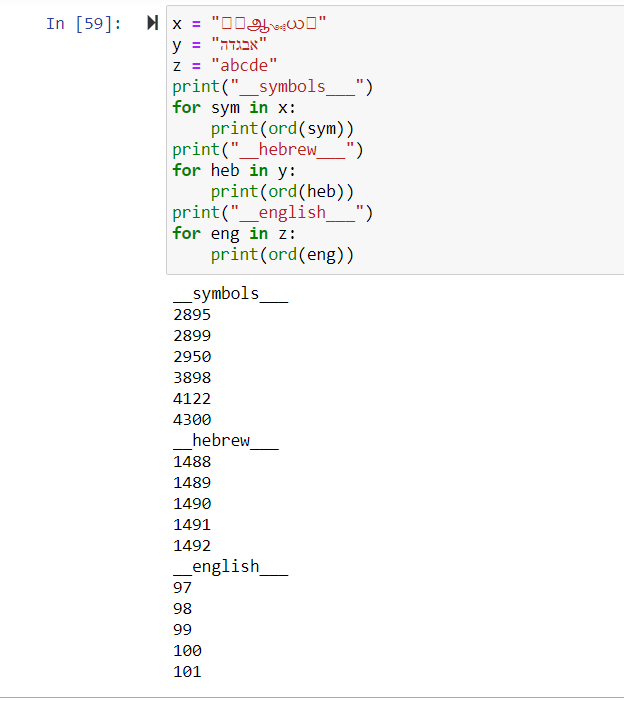 In [59]: x = "□□ஆ༺ယ□"
y = "אבגדה"
z = "abcde"
print("__symbols___")
for sym in x:
    print(ord(sym))
print("__hebrew___")
for heb in y:
    print(ord(heb))
print("__english___")
for eng in z:
    print(ord(eng))
__symbols___
2895
2899
2950
3898
4122
4300
__hebrew___
1488
1489
1490
1491
1492
__english___
97
98
99
100
101